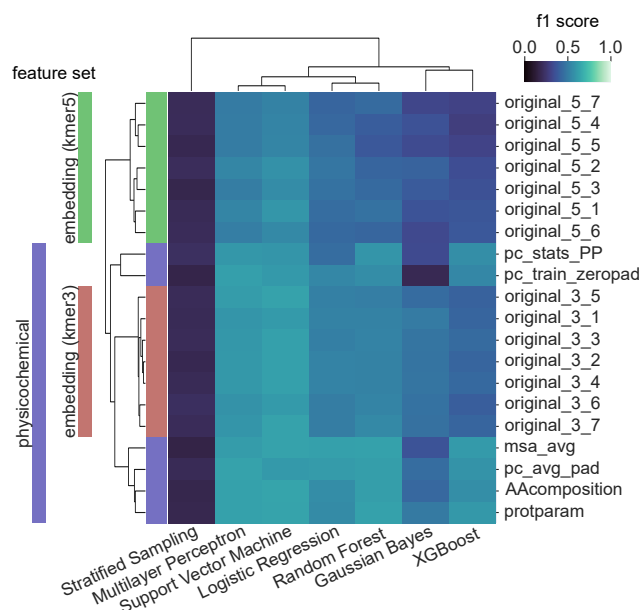 f1 score
0.0 0.5 1.0
feature set
embedding (kmer5)
physicochemical
embedding (kmer3)
original_5_7
original_5_4
original_5_5
original_5_2
original_5_3
original_5_1
original_5_6
pc_stats_PP
pc_train_zeropad
original_3_5
original_3_1
original_3_3
original_3_2
original_3_4
original_3_6
original_3_7
msa_avg
pc_avg_pad
AAcomposition
protparam
Stratified Sampling
Multilayer Perceptron
Support Vector Machine
Logistic Regression
Random Forest
Gaussian Bayes
XGBoost